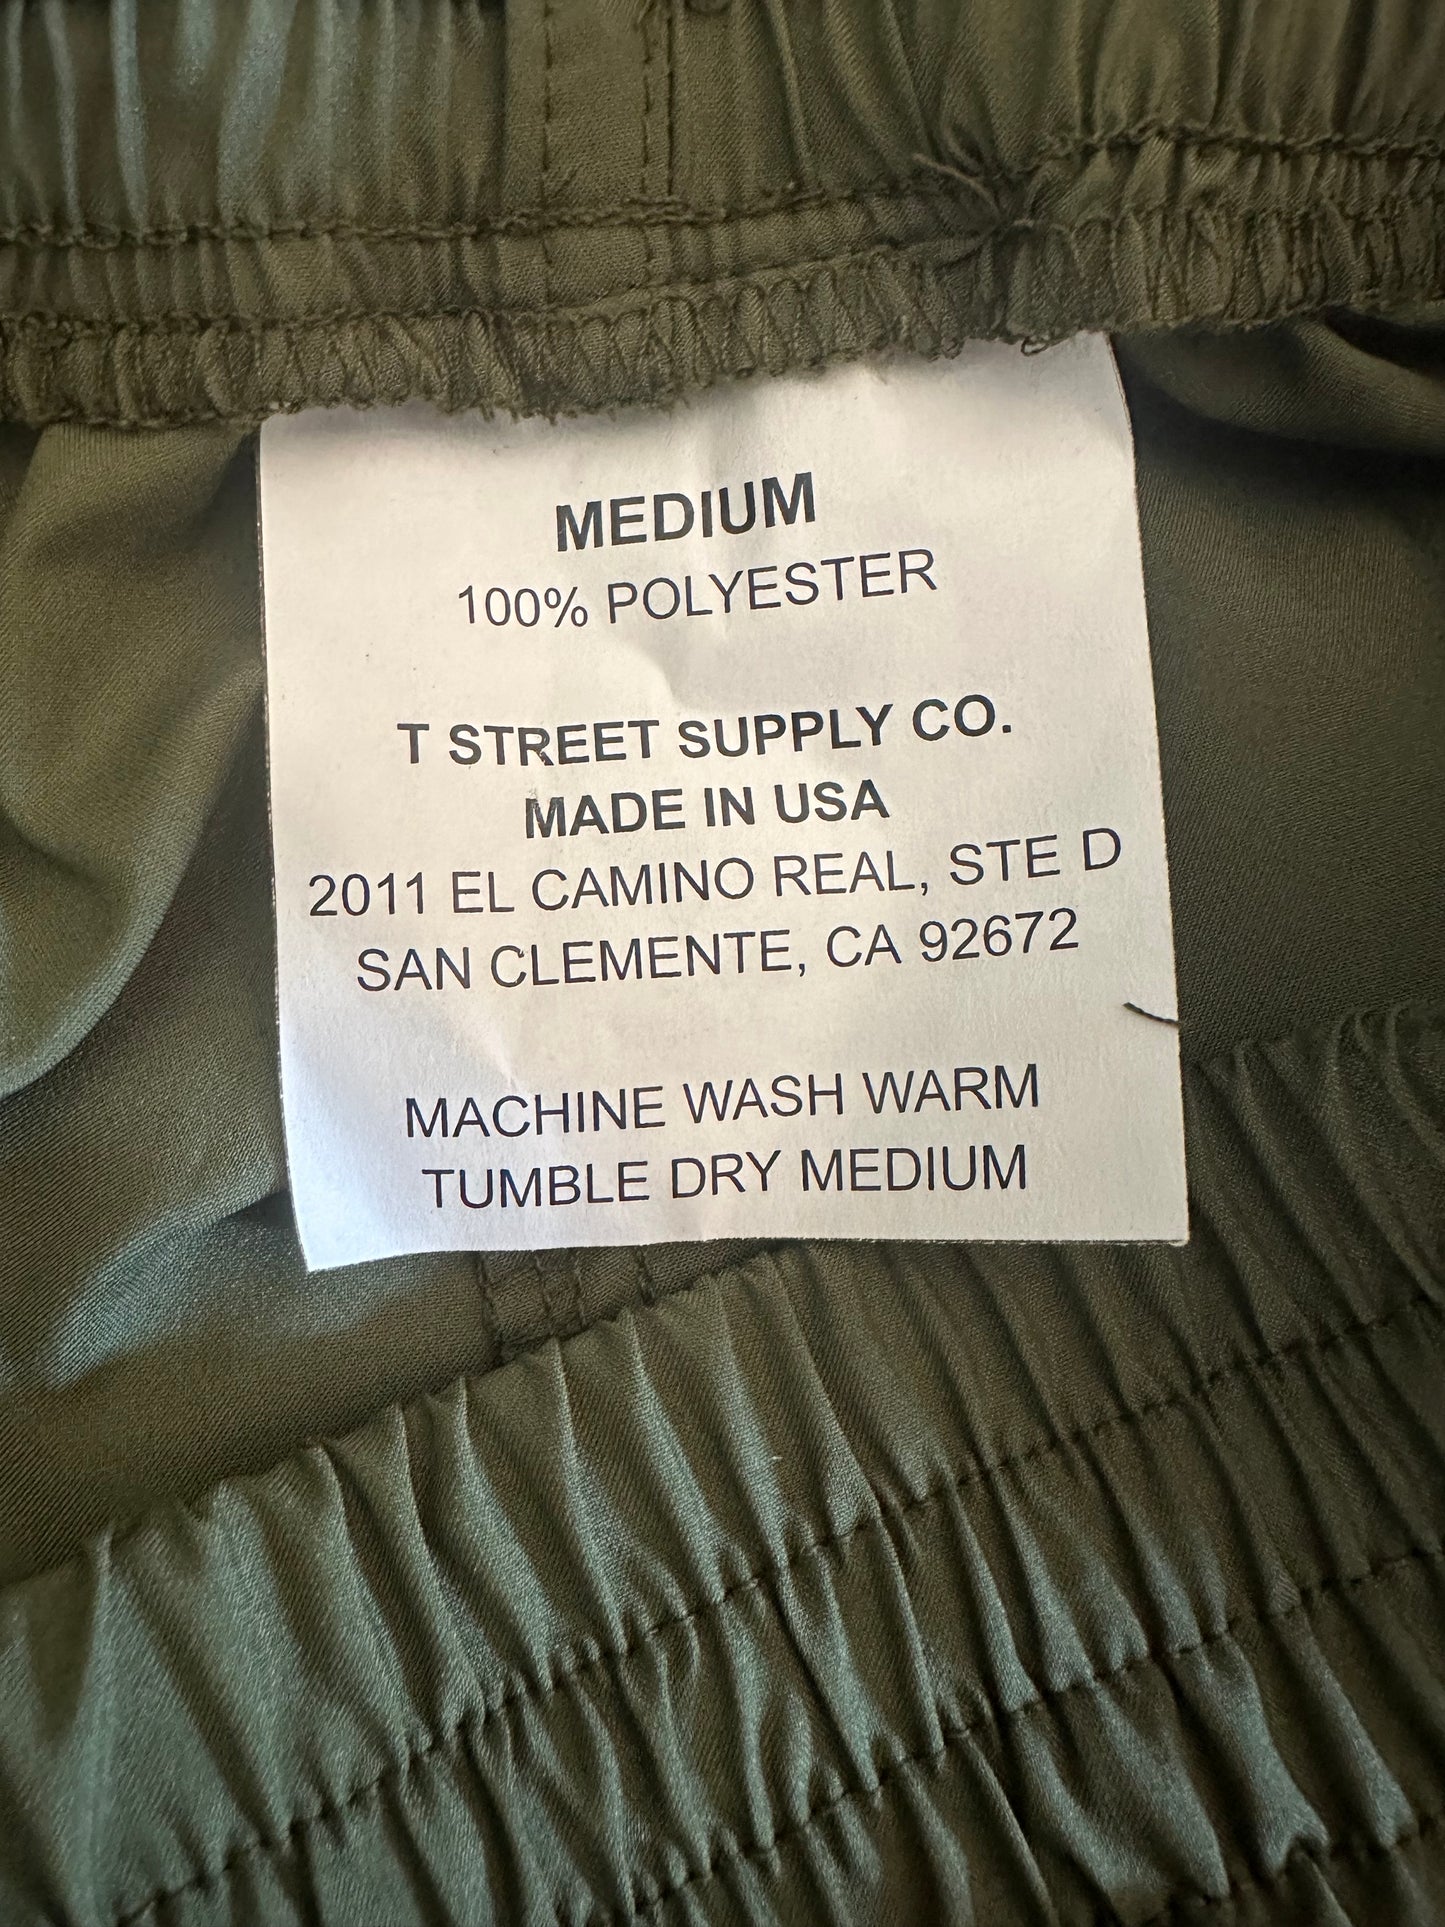 MEDIUM
100% POLYESTER
T STREET SUPPLY CO.
MADE IN USA
2011 EL CAMINO REAL, STE D
SAN CLEMENTE, CA 92672
MACHINE WASH WARM
TUMBLE DRY MEDIUM